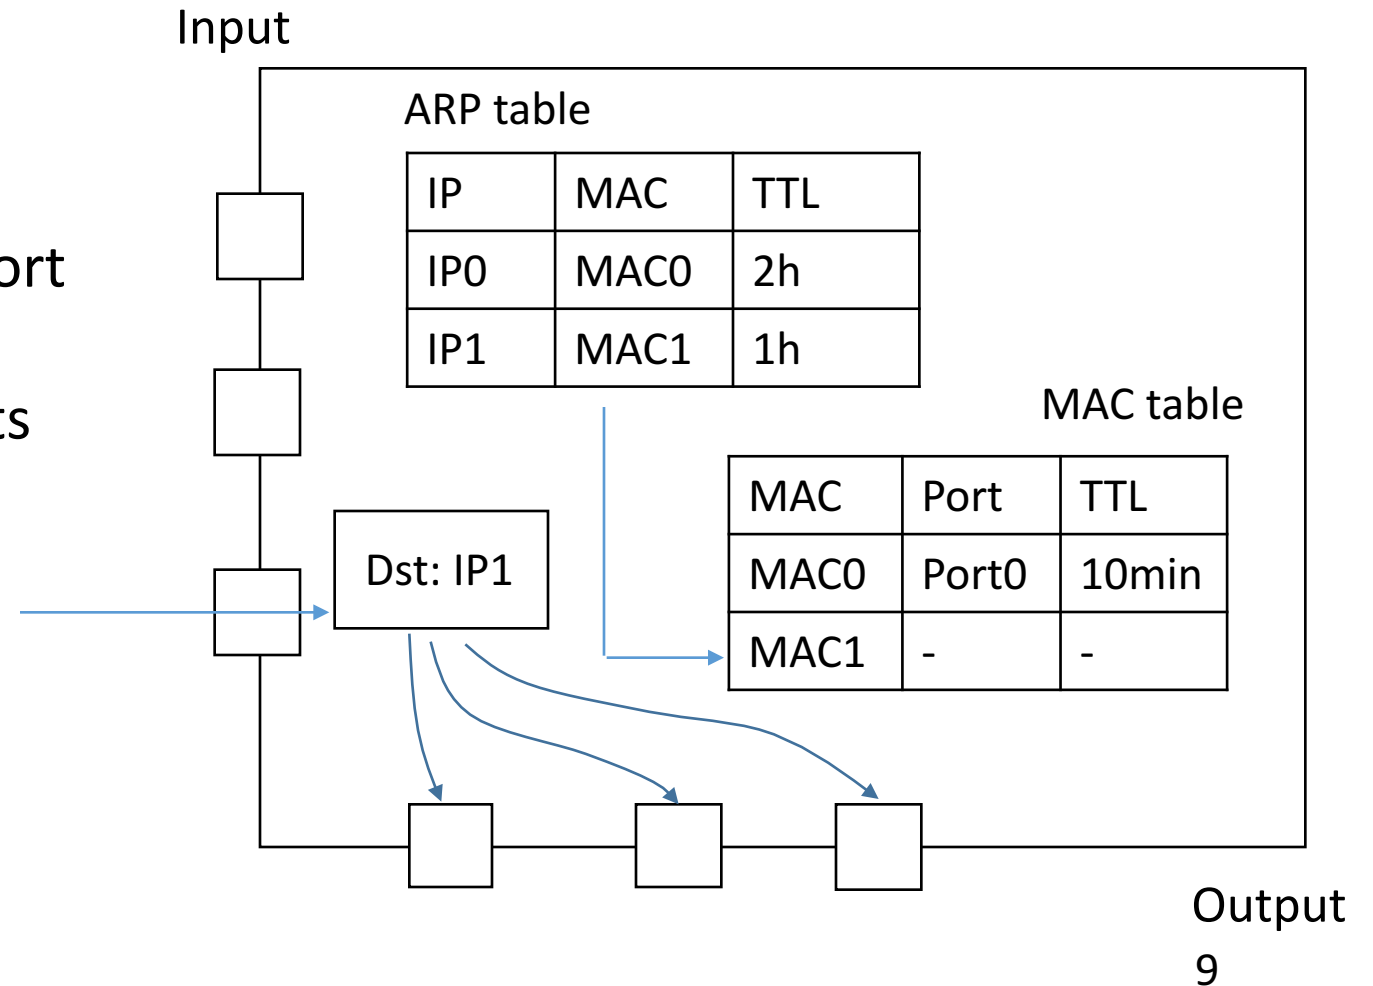 Input
ARP table
IP MAC TTL
IP0 MAC0 2h
IP1 MAC1 1h
MAC table
MAC Port TTL
MAC0 Port0 10min
MAC1 - -
Dst: IP1
Output
9